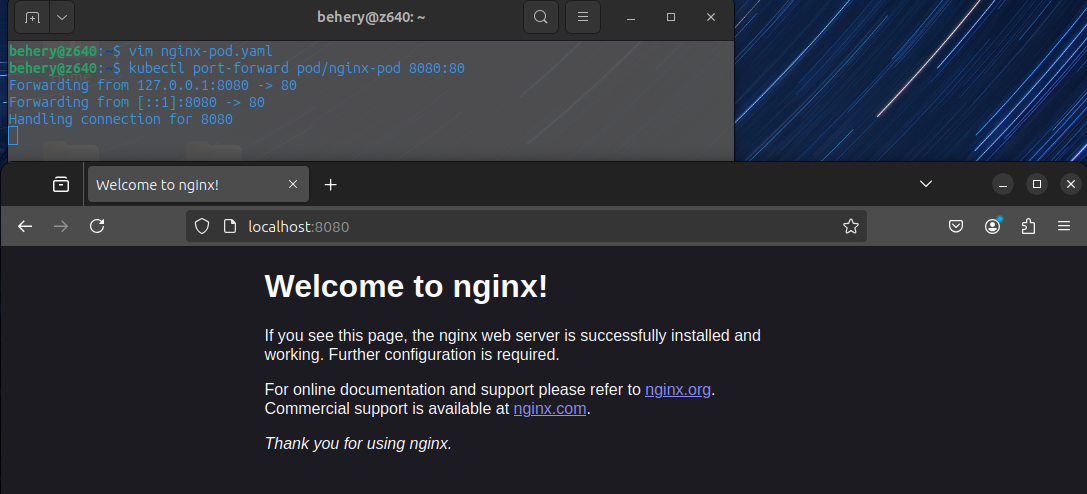 behery@z640: ~
behery@z640:~$ vim nginx-pod.yaml
behery@z640:~$ kubectl port-forward pod/nginx-pod 8080:80
Forwarding from 127.0.0.1:8080 -> 80
Forwarding from [::1]:8080 -> 80
Handling connection for 8080
Welcome to nginx!
localhost:8080
Welcome to nginx!
If you see this page, the nginx web server is successfully installed and
working. Further configuration is required.
For online documentation and support please refer to nginx.org.
Commercial support is available at nginx.com.
Thank you for using nginx.